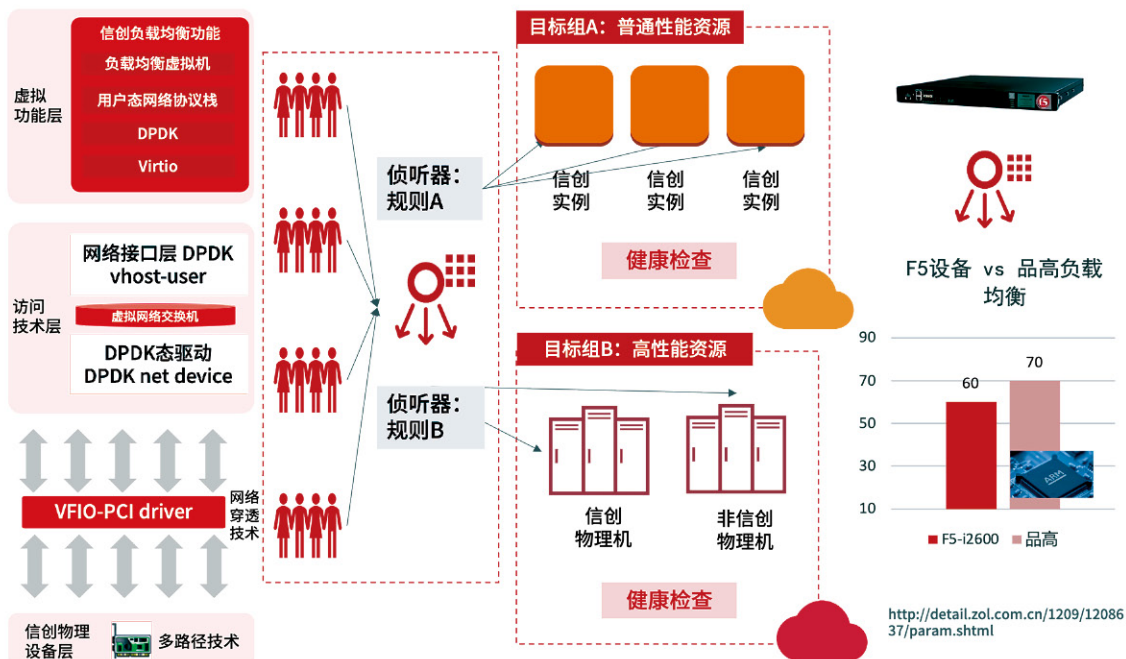 虚拟
功能层
信创负载均衡功能
负载均衡虚拟机
用户态网络协议栈
DPDK
Virtio
访问
技术层
网络接口层 DPDK
vhost-user
虚拟网络交换机
DPDK态驱动
DPDK net device
VFIO-PCI driver
网络
穿透
技术
信创物理
设备层
多路径技术
侦听器：
规则A
侦听器：
规则B
目标组A：普通性能资源
信创
实例
信创
实例
信创
实例
健康检查
目标组B：高性能资源
信创
物理机
非信创
物理机
健康检查
f5
F5设备 vs 品高负载
均衡
90
70
50
30
10
60
70
ARM
F5-i2600
品高
http://detail.zol.com.cn/1209/12086
37/param.shtml